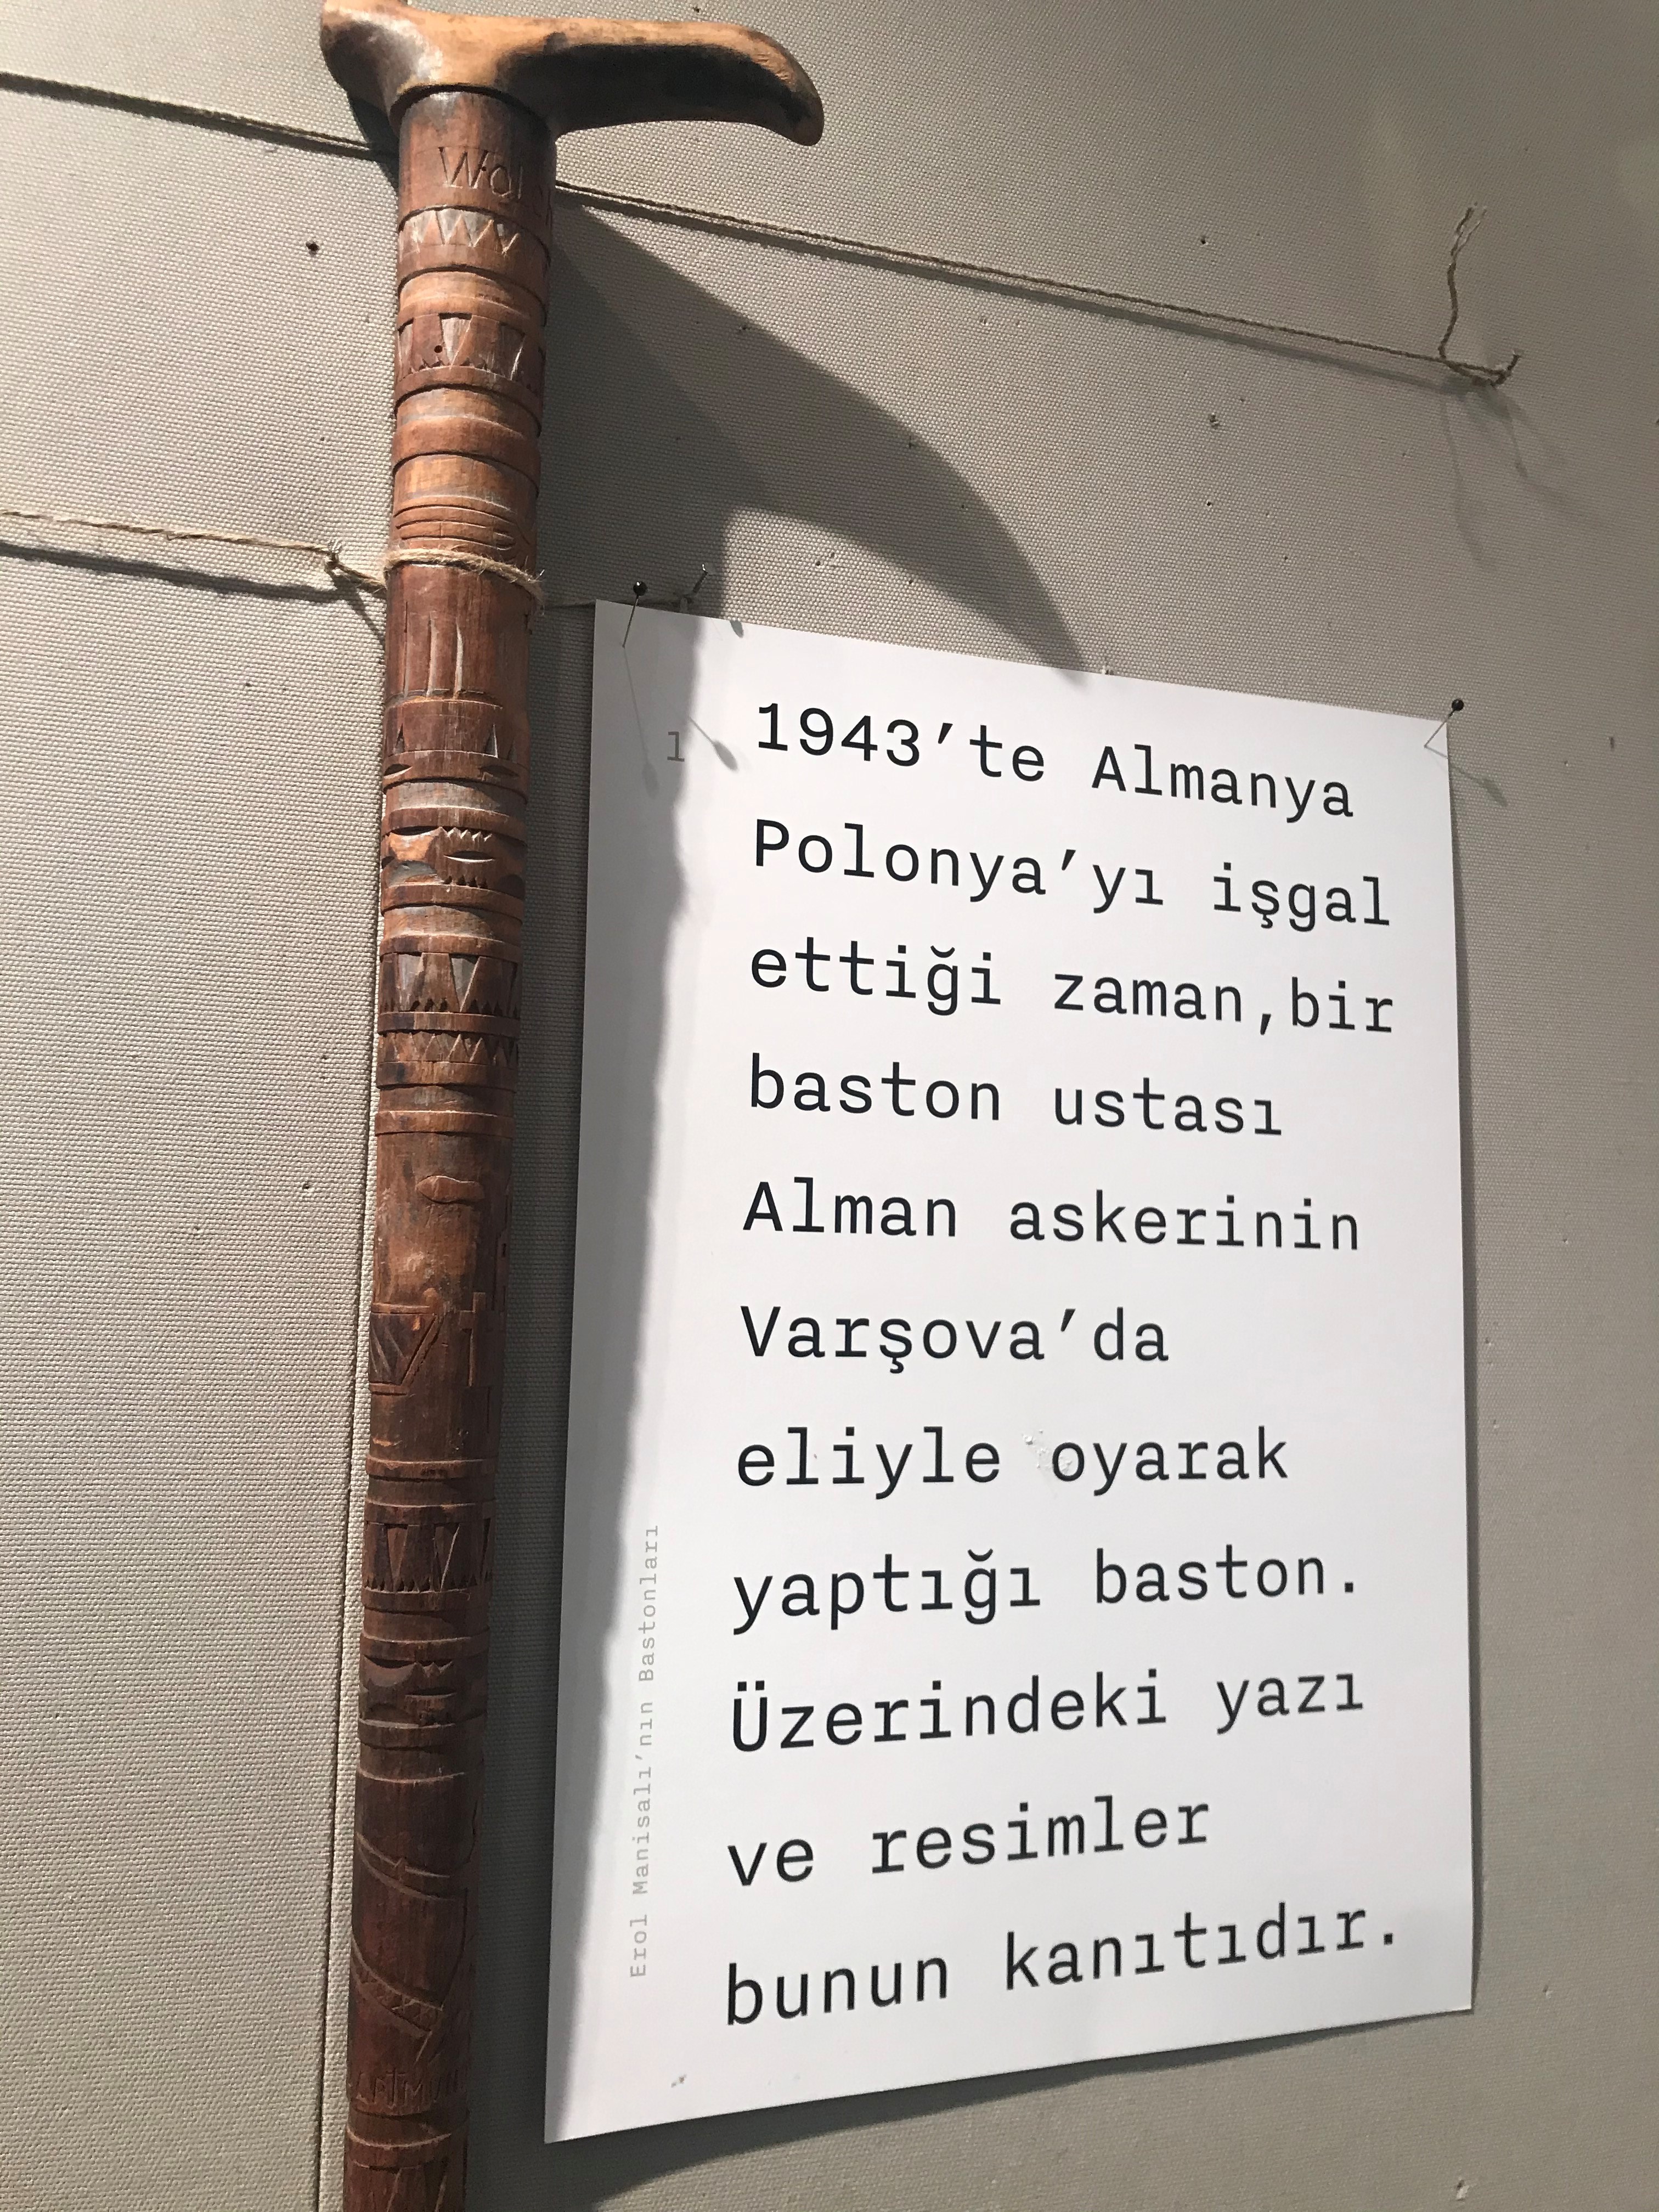 1
1943’te Almanya
Polonya’yı işgal
ettiği zaman,bir
baston ustası
Alman askerinin
Varşova’da
eliyle oyarak
yaptığı baston.
Üzerindeki yazı
ve resimler
bunun kanıtıdır.
Erol Manisalı’nın Bastonları